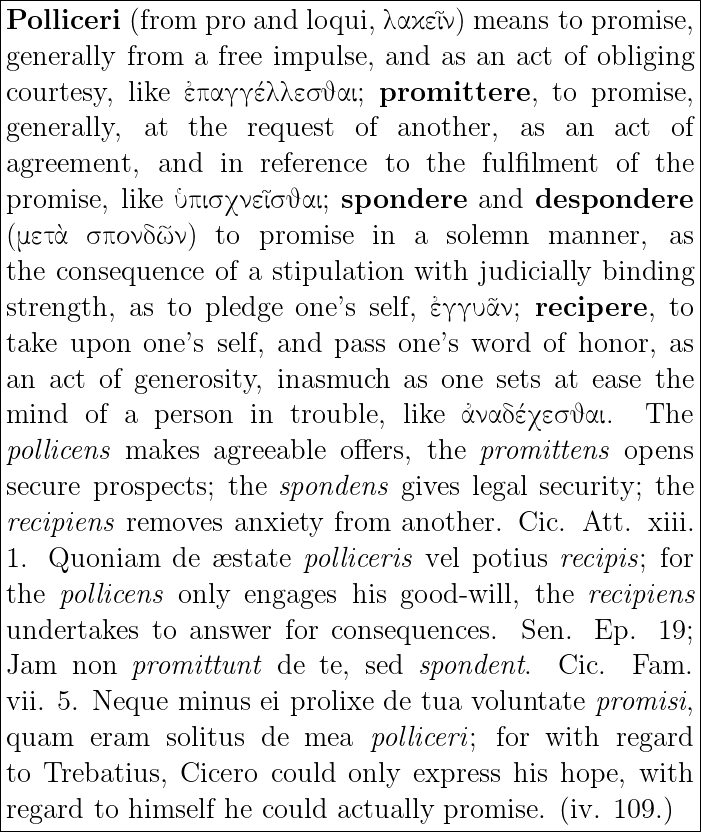 Polliceri (from pro and loqui, λακεῖν) means to promise,
generally from a free impulse, and as an act of obliging
courtesy, like ἐπαγγέλλεσϑαι; promittere, to promise,
generally, at the request of another, as an act of
agreement, and in reference to the fulfilment of the
promise, like ὑπισχνεῖσϑαι; spondere and despondere
(μετὰ σπονδῶν) to promise in a solemn manner, as
the consequence of a stipulation with judicially binding
strength, as to pledge one's self, ἐγγυᾶν; recipere, to
take upon one's self, and pass one's word of honor, as
an act of generosity, inasmuch as one sets at ease the
mind of a person in trouble, like ἀναδέχεσϑαι. The
pollicens makes agreeable offers, the promittens opens
secure prospects; the spondens gives legal security; the
recipiens removes anxiety from another. Cic. Att. xiii.
1. Quoniam de æstate polliceris vel potius recipis; for
the pollicens only engages his good-will, the recipiens
undertakes to answer for consequences. Sen. Ep. 19;
Jam non promittunt de te, sed spondent. Cic. Fam.
vii. 5. Neque minus ei prolixe de tua voluntate promisi,
quam eram solitus de mea polliceri; for with regard
to Trebatius, Cicero could only express his hope, with
regard to himself he could actually promise. (iv. 109.)